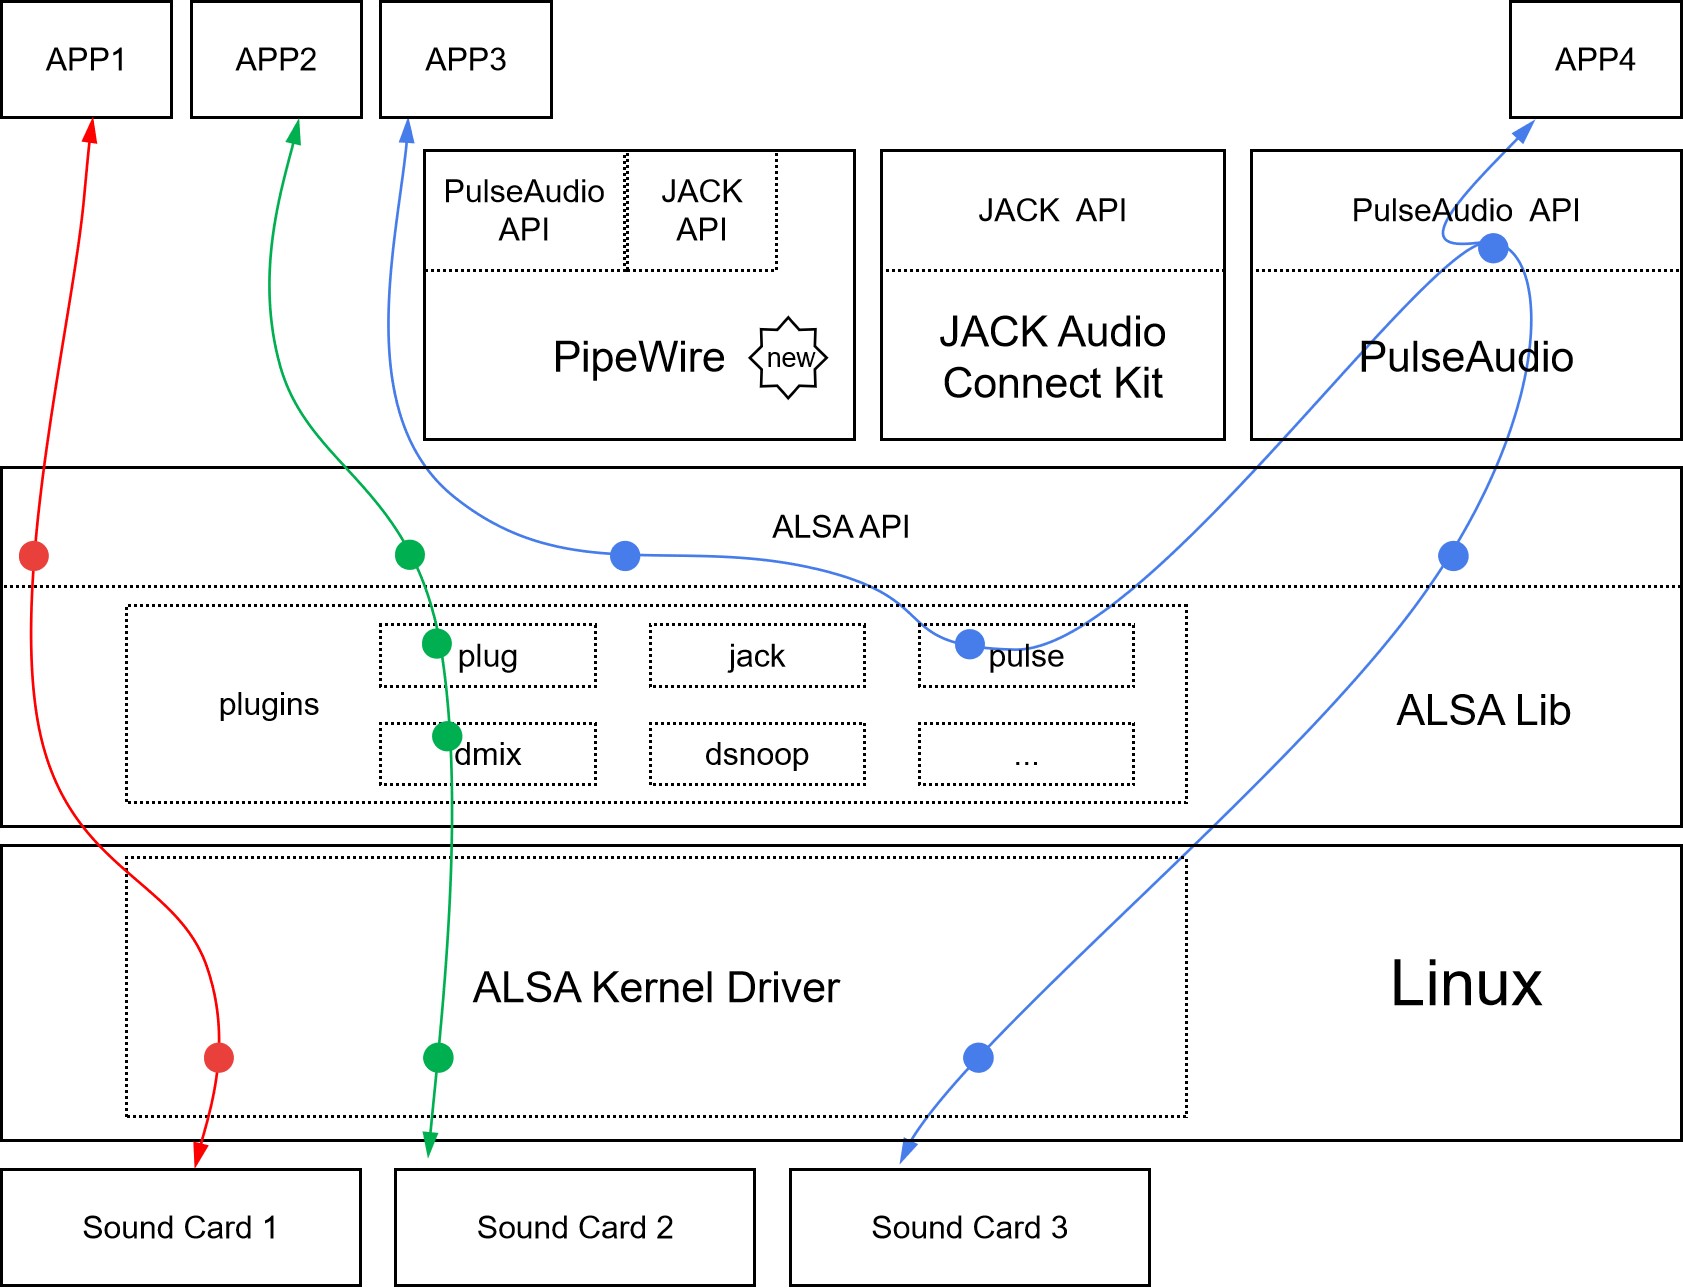 APP1
APP2
APP3
APP4
PulseAudio
API
JACK
API
PipeWire
new
JACK API
JACK Audio
Connect Kit
PulseAudio API
PulseAudio
ALSA API
plugins
plug
jack
pulse
dmix
dsnoop
...
ALSA Lib
ALSA Kernel Driver
Linux
Sound Card 1
Sound Card 2
Sound Card 3